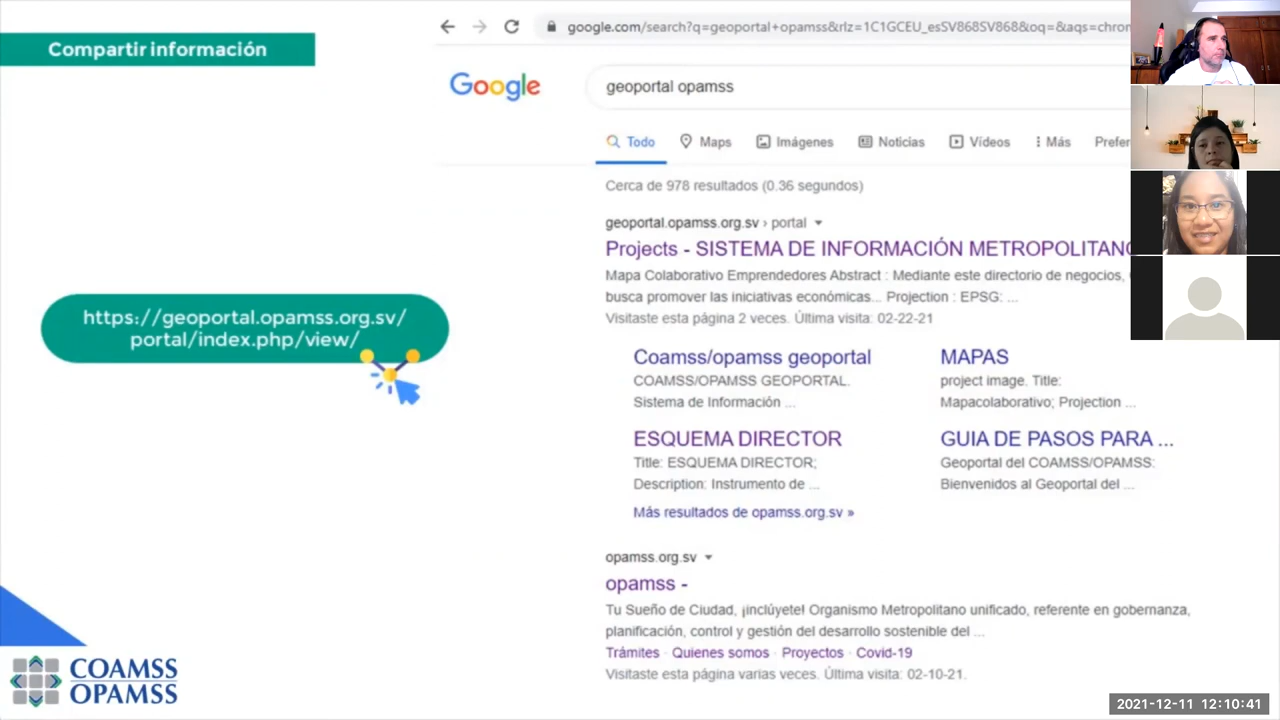 Compartir información
https://geoportal.opamss.org.sv/
portal/index.php/view/
COAMSS
OPAMSS
google.com/search?q=geoportal+opamss&rlz=1C1GCEU_esSV868SV868&oq=&aqs=chrom
Google
geoportal opamss
Todo Maps Imágenes Noticias Vídeos Más Prefer
Cerca de 978 resultados (0.36 segundos)
geoportal.opamss.org.sv › portal
Projects - SISTEMA DE INFORMACIÓN METROPOLITANO
Mapa Colaborativo Emprendedores Abstract : Mediante este directorio de negocios,
busca promover las iniciativas económicas... Projection : EPSG: ...
Visitaste esta página 2 veces. Última visita: 02-22-21
Coamss/opamss geoportal
COAMSS/OPAMSS GEOPORTAL.
Sistema de Información ...
MAPAS
project image. Title:
Mapacolaborativo; Projection ...
ESQUEMA DIRECTOR
Title: ESQUEMA DIRECTOR;
Description: Instrumento de ...
GUIA DE PASOS PARA ...
Geoportal del COAMSS/OPAMSS:
Bienvenidos al Geoportal del ...
Más resultados de opamss.org.sv »
opamss.org.sv
opamss -
Tu Sueño de Ciudad, ¡inclúyete! Organismo Metropolitano unificado, referente en gobernanza,
planificación, control y gestión del desarrollo sostenible del ...
Trámites · Quienes somos · Proyectos · Covid-19
Visitaste esta página varias veces. Última visita: 02-10-21.
2021-12-11 12:10:41